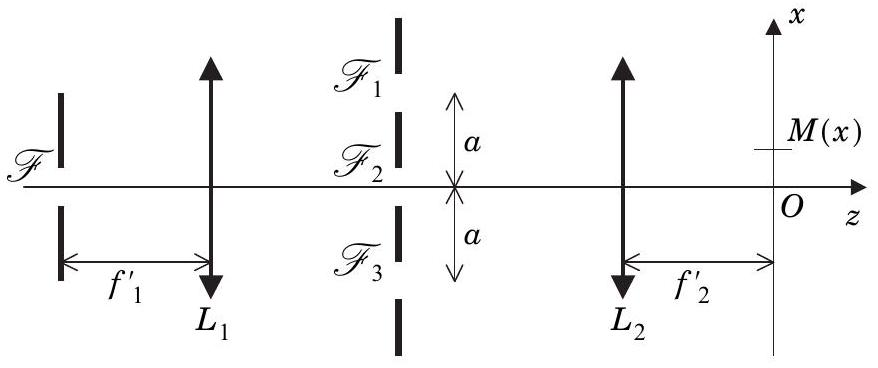 x
ℱ₁
M(x)
ℱ
ℱ₂
a
O
z
ℱ₃
a
f'₁
f'₂
L₁
L₂